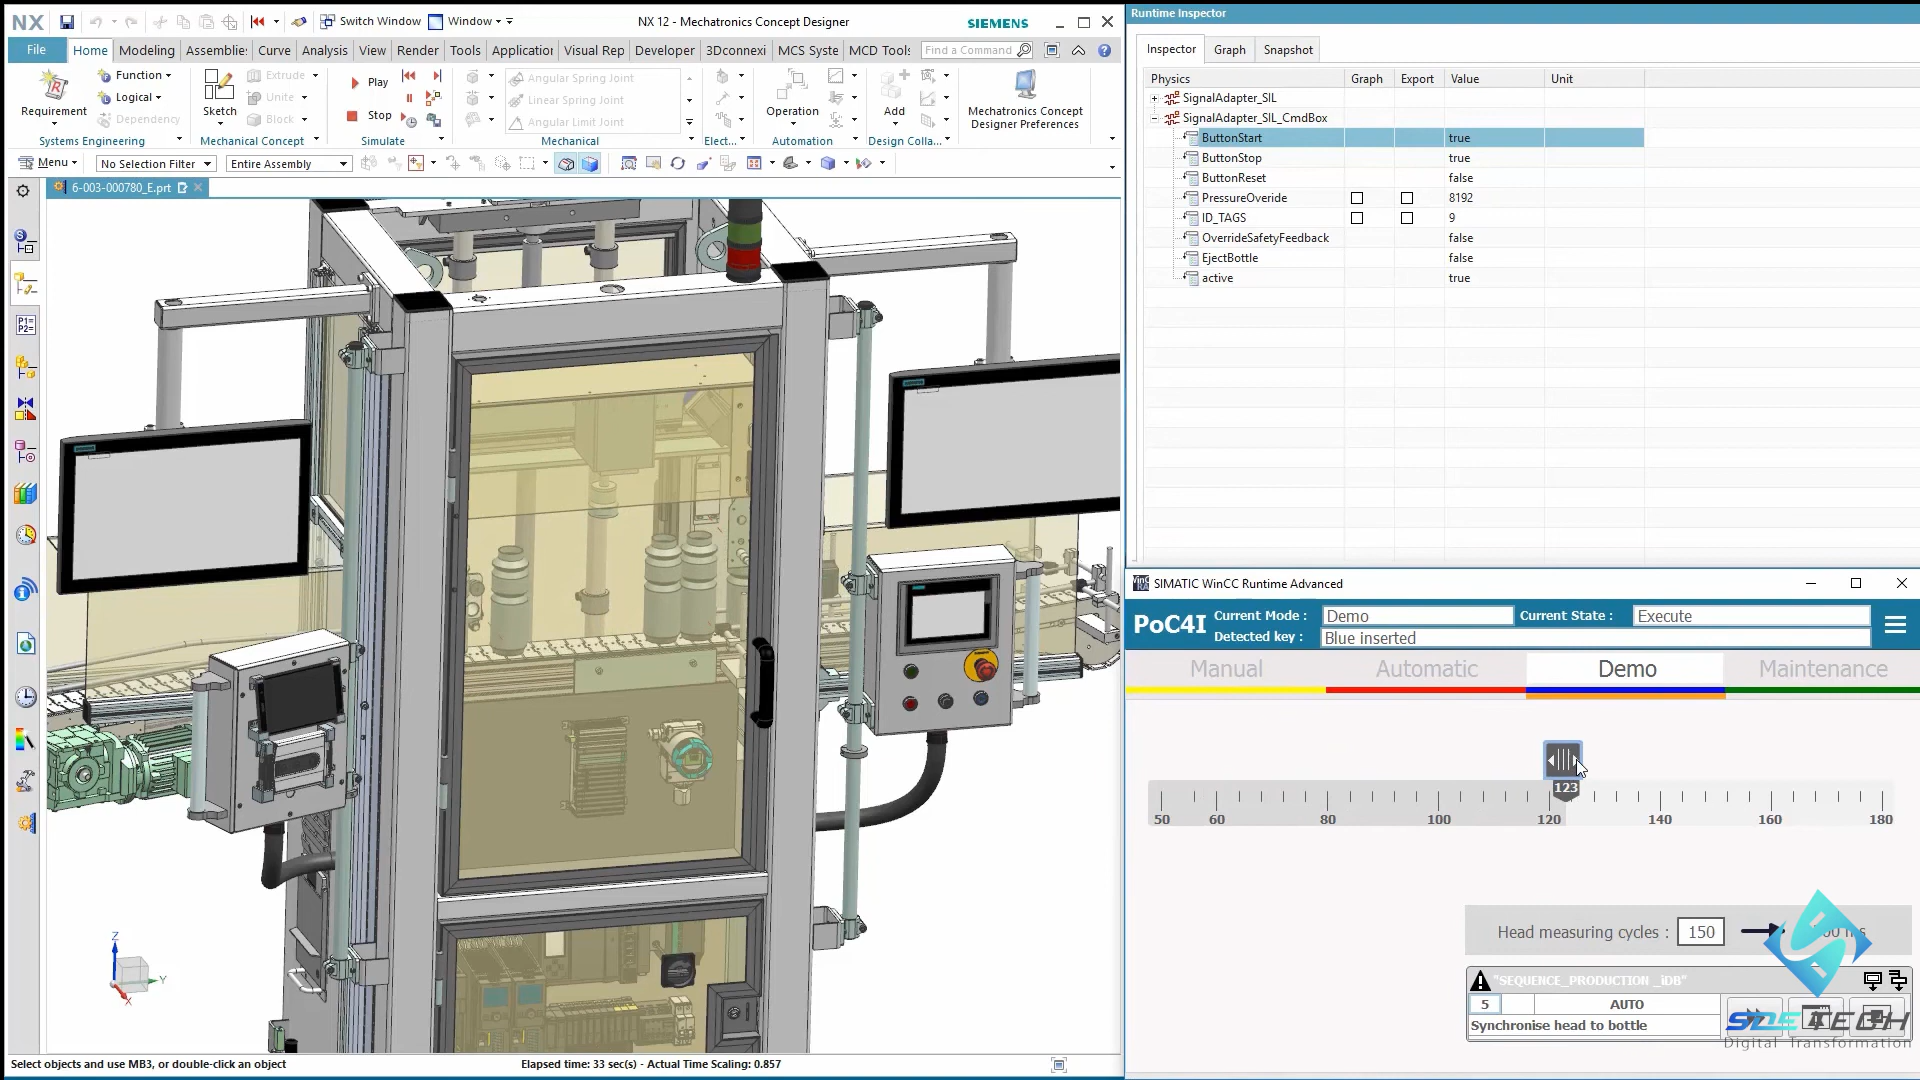 NX
Switch Window
Window
NX 12 - Mechatronics Concept Designer
SIEMENS
File
Home
Modeling
Assemblies
Curve
Analysis
View
Render
Tools
Application
Visual Rep
Developer
3Dconnexi
MCS Syste
MCD Tools
Find a Command
Requirement
Function
Logical
Dependency
Systems Engineering
Sketch
Extrude
Unite
Block
Mechanical Concept
Play
Stop
Simulate
Angular Spring Joint
Linear Spring Joint
Angular Limit Joint
Mechanical
Elect...
Operation
Automation
Add
Design Colla...
Mechatronics Concept
Designer Preferences
Menu
No Selection Filter
Entire Assembly
6-003-000780_E.prt
Z
Y
X
Select objects and use MB3, or double-click an object
Elapsed time: 33 sec(s) - Actual Time Scaling: 0.857
Runtime Inspector
Inspector
Graph
Snapshot
Physics Graph Export Value Unit
SignalAdapter_SIL
SignalAdapter_SIL_CmdBox
ButtonStart true
ButtonStop true
ButtonReset false
PressureOveride 8192
ID_TAGS 9
OverrideSafetyFeedback false
EjectBottle false
active true
SIMATIC WinCC Runtime Advanced
PoC4I
Current Mode : Demo
Current State : Execute
Detected key : Blue inserted
Manual
Automatic
Demo
Maintenance
123
50 60 80 100 120 140 160 180
Head measuring cycles : 150
"SEQUENCE_PRODUCTION _iDB"
5
AUTO
Synchronise head to bottle
SDE TECH
Digital Transformation